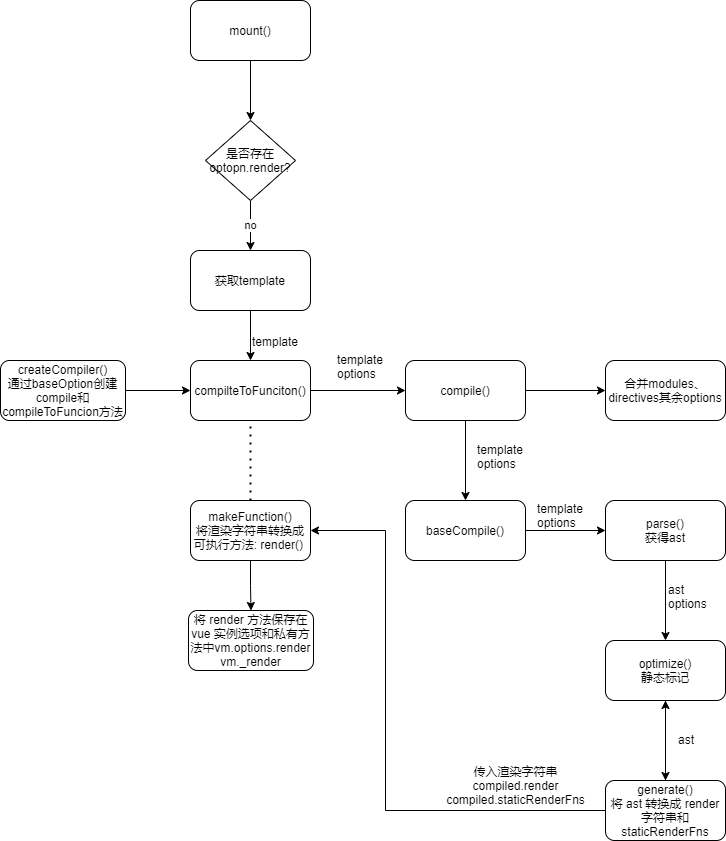 mount()
是否存在
optopn.render?
no
获取template
template
createCompiler()
通过baseOption创建
compile和
compileToFuncion方法
compilteToFunciton()
template
options
compile()
合并modules、
directives其余options
template
options
makeFunction()
将渲染字符串转换成
可执行方法: render()
baseCompile()
template
options
parse()
获得ast
ast
options
将 render 方法保存在
vue 实例选项和私有方
法中vm.options.render
vm._render
optimize()
静态标记
ast
传入渲染字符串
compiled.render
compiled.staticRenderFns
generate()
将 ast 转换成 render
字符串和
staticRenderFns